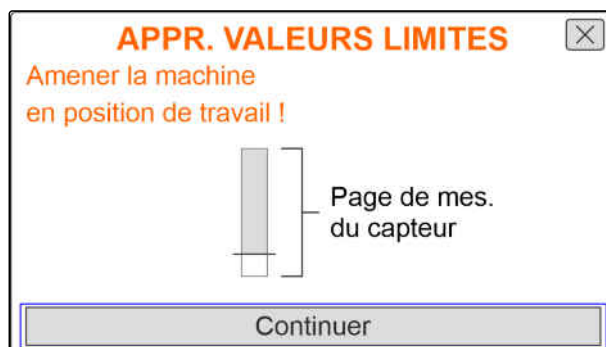 APPR. VALEURS LIMITES
Amener la machine
en position de travail !
Page de mes.
du capteur
Continuer